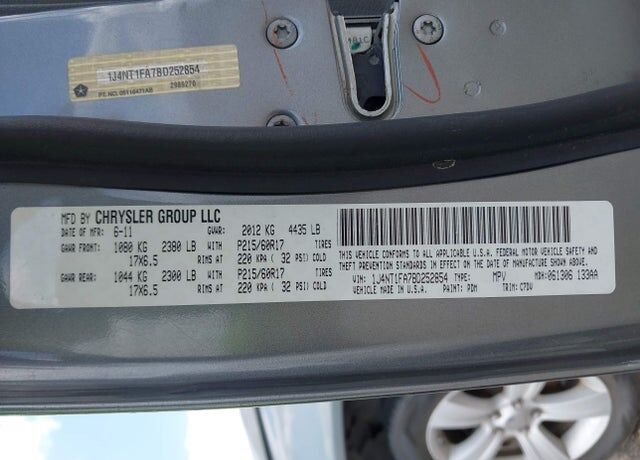 1J4NT1FA7BD252854
2989270
PT. NO. 05116471AB
MFD BY CHRYSLER GROUP LLC
DATE OF MFR: 6-11 GVWR: 2012 KG 4435 LB
GAWR FRONT: 1080 KG 2380 LB WITH P215/60R17 TIRES
17X6.5 RIMS AT 220 KPA ( 32 PSI) COLD
GAWR REAR: 1044 KG 2300 LB WITH P215/60R17 TIRES
17X6.5 RIMS AT 220 KPA ( 32 PSI) COLD
THIS VEHICLE CONFORMS TO ALL APPLICABLE U.S.A. FEDERAL MOTOR VEHICLE SAFETY AND
THEFT PREVENTION STANDARDS IN EFFECT ON THE DATE OF MANUFACTURE SHOWN ABOVE.
VIN: 1J4NT1FA7BD252854 TYPE: MPV MDH: 061306 133AA
VEHICLE MADE IN U.S.A. PAINT: PDM TRIM: C7DV